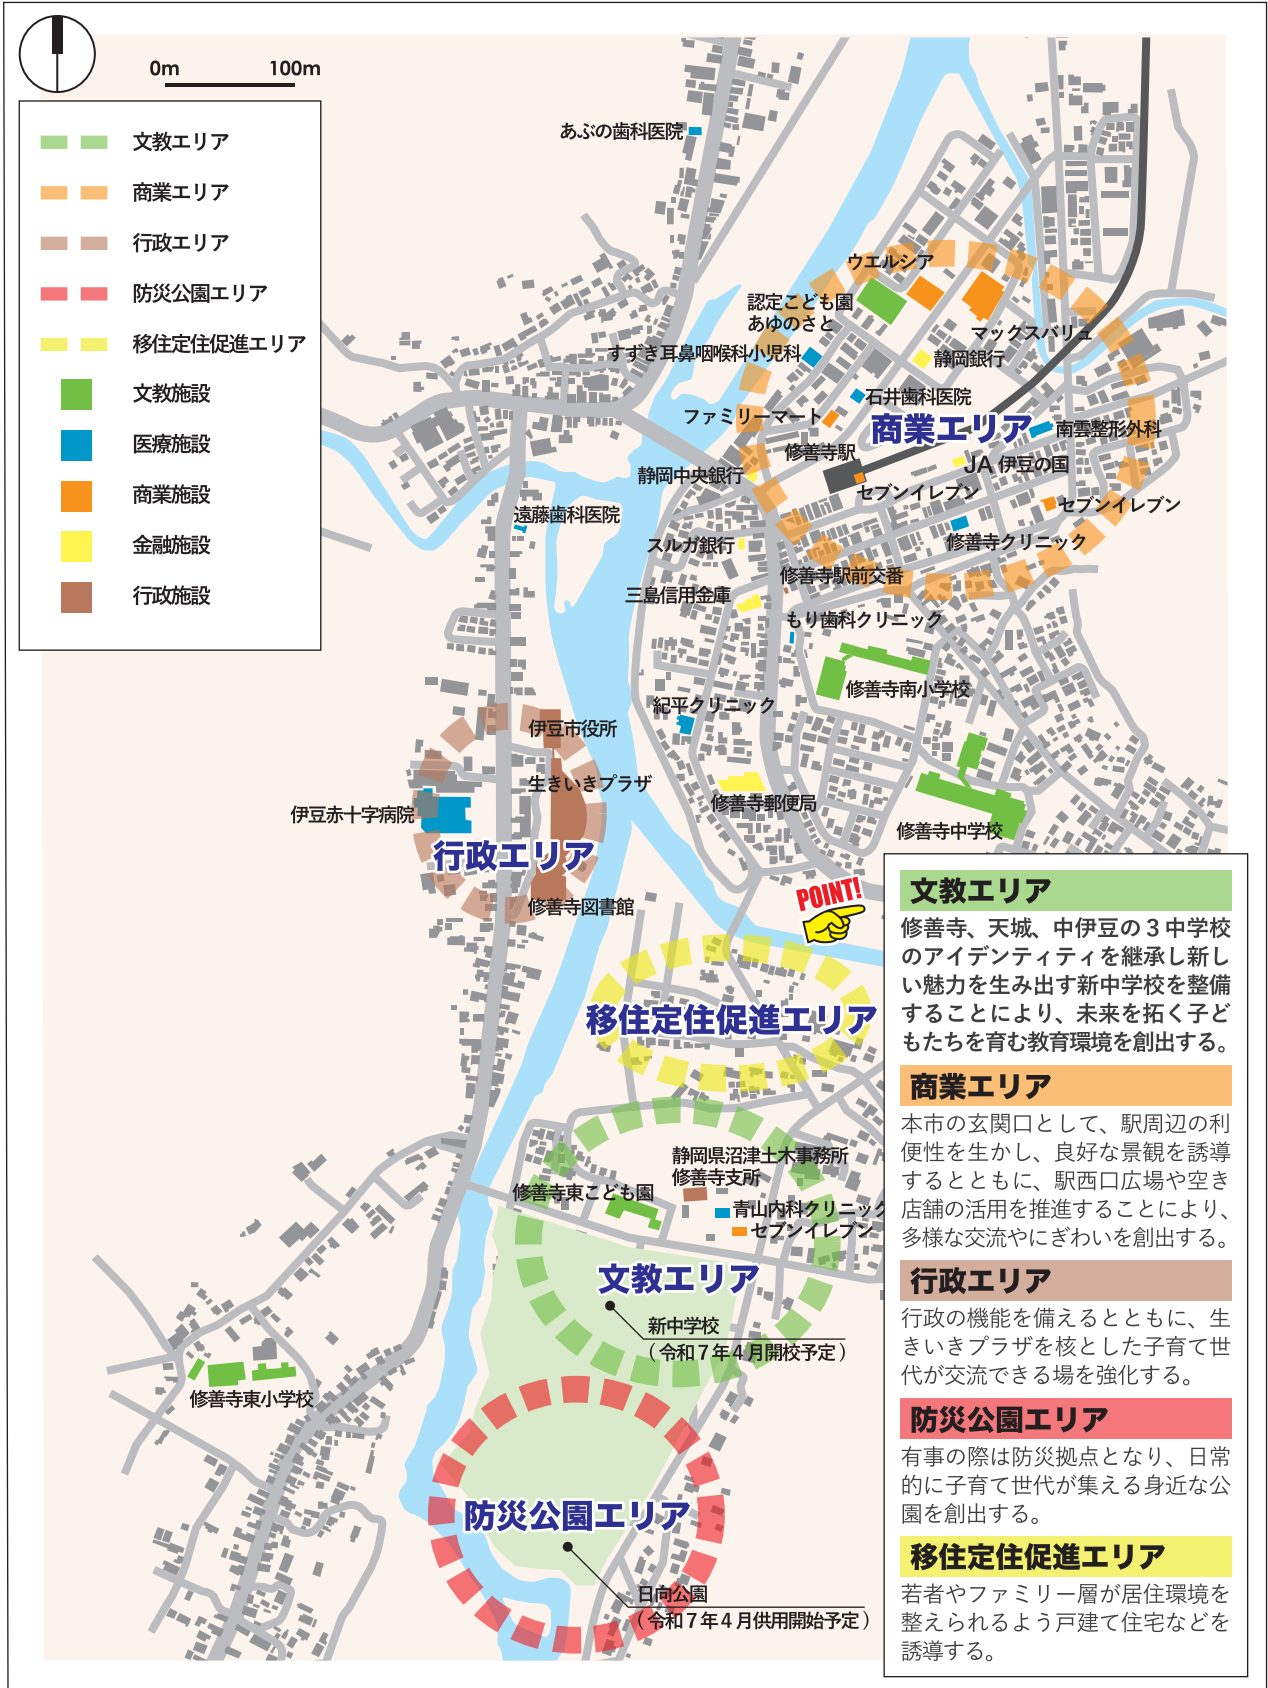 0m 100m
文教エリア
商業エリア
行政エリア
防災公園エリア
移住定住促進エリア
文教施設
医療施設
商業施設
金融施設
行政施設
あぶの歯科医院
ウエルシア
認定こども園
あゆのさと
マックスバリュ
すずき耳鼻咽喉科小児科
静岡銀行
石井歯科医院
ファミリーマート
商業エリア
南雲整形外科
修善寺駅
JA 伊豆の国
静岡中央銀行
セブンイレブン
セブンイレブン
遠藤歯科医院
スルガ銀行
修善寺クリニック
修善寺駅前交番
三島信用金庫
もり歯科クリニック
修善寺南小学校
紀平クリニック
伊豆市役所
生きいきプラザ
修善寺郵便局
伊豆赤十字病院
修善寺中学校
行政エリア
修善寺図書館
POINT!
移住定住促進エリア
静岡県沼津土木事務所
修善寺支所
修善寺東こども園
青山内科クリニック
セブンイレブン
文教エリア
新中学校
（令和７年４月開校予定）
修善寺東小学校
防災公園エリア
日向公園
（令和７年４月供用開始予定）
文教エリア
修善寺、天城、中伊豆の３中学校
のアイデンティティを継承し新し
い魅力を生み出す新中学校を整備
することにより、未来を拓く子ど
もたちを育む教育環境を創出する。
商業エリア
本市の玄関口として、駅周辺の利
便性を生かし、良好な景観を誘導
するとともに、駅西口広場や空き
店舗の活用を推進することにより、
多様な交流やにぎわいを創出する。
行政エリア
行政の機能を備えるとともに、生
きいきプラザを核とした子育て世
代が交流できる場を強化する。
防災公園エリア
有事の際は防災拠点となり、日常
的に子育て世代が集える身近な公
園を創出する。
移住定住促進エリア
若者やファミリー層が居住環境を
整えられるよう戸建て住宅などを
誘導する。